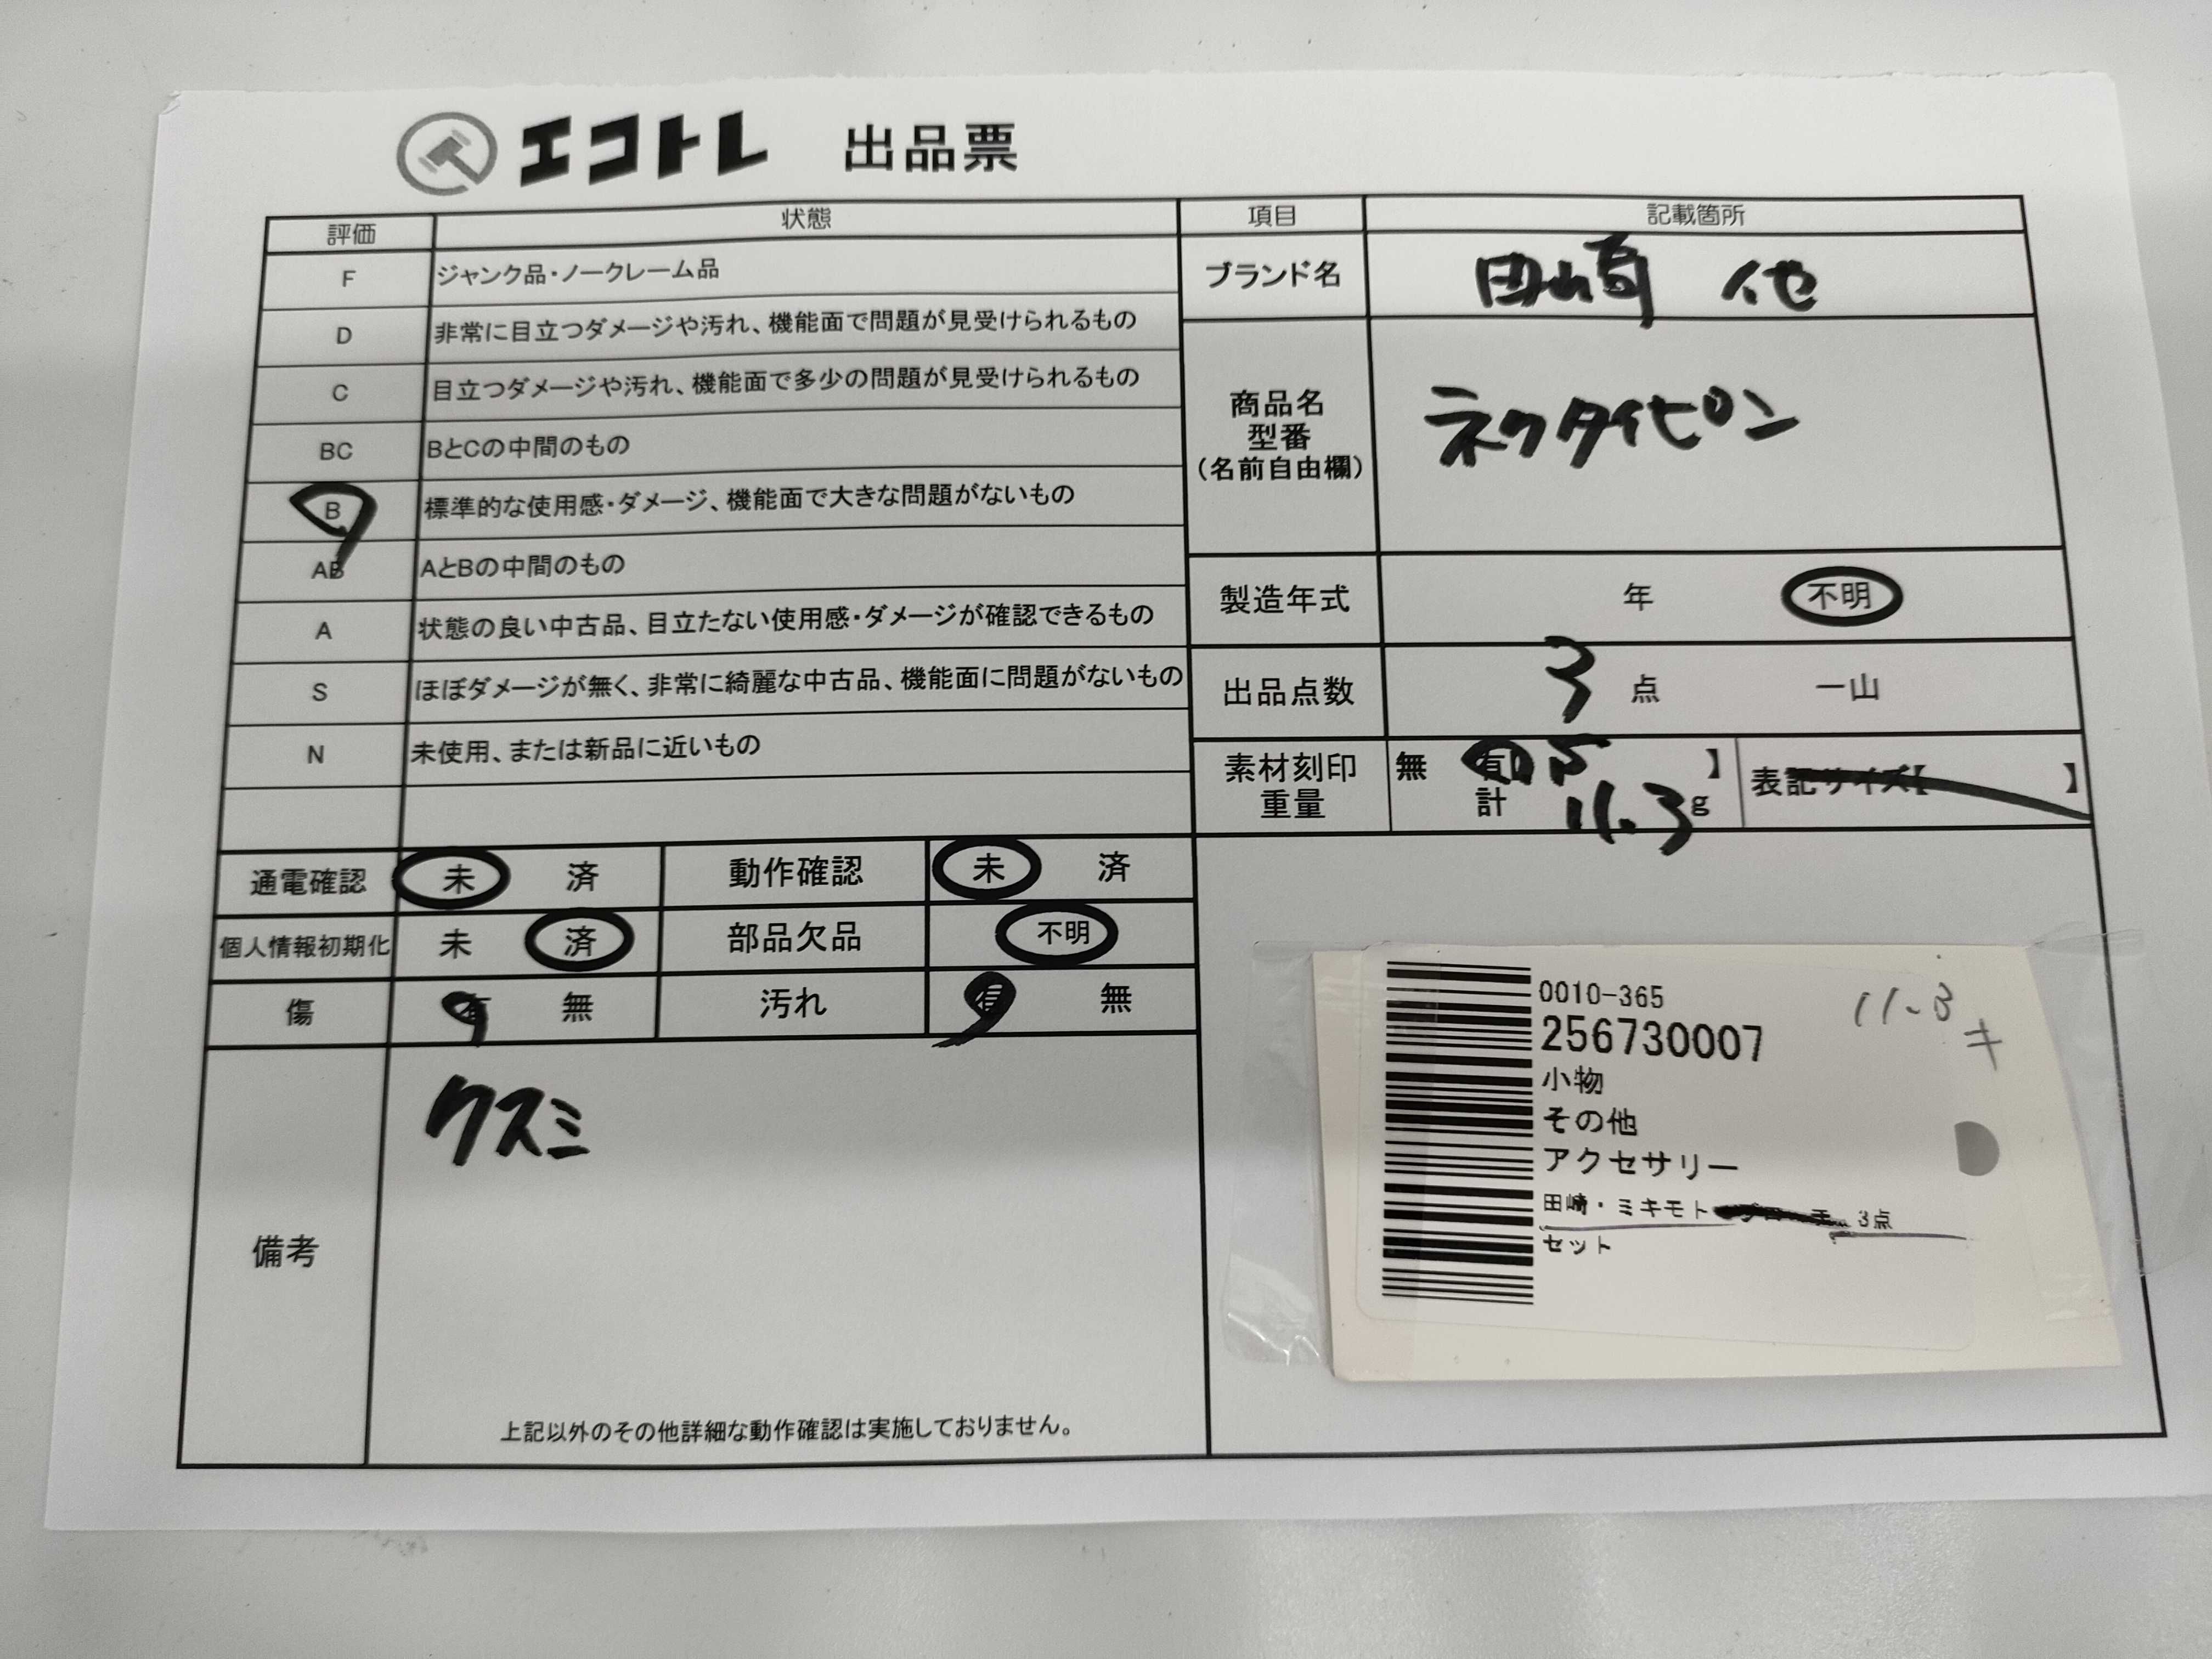 エコトレ 出品票
評価 状態
F ジャンク品・ノークレーム品
D 非常に目立つダメージや汚れ、機能面で問題が見受けられるもの
C 目立つダメージや汚れ、機能面で多少の問題が見受けられるもの
BC BとCの中間のもの
B 標準的な使用感・ダメージ、機能面で大きな問題がないもの
AB AとBの中間のもの
A 状態の良い中古品、目立たない使用感・ダメージが確認できるもの
S ほぼダメージが無く、非常に綺麗な中古品、機能面に問題がないもの
N 未使用、または新品に近いもの
項目 記載箇所
ブランド名 田崎 他
商品名
型番
(名前自由欄)
ネクタイピン
製造年式 年 不明
出品点数 3 点 一山
素材刻印
重量
無 有 】
計 11.3 g
表記サイズ【 】
通電確認 未 済 動作確認 未 済
個人情報初期化 未 済 部品欠品 不明
傷 有 無 汚れ 有 無
備考
クスミ
上記以外のその他詳細な動作確認は実施しておりません。
0010-365
256730007
小物
その他
アクセサリー
田崎・ミキモト 3点
セット
11.3
キ